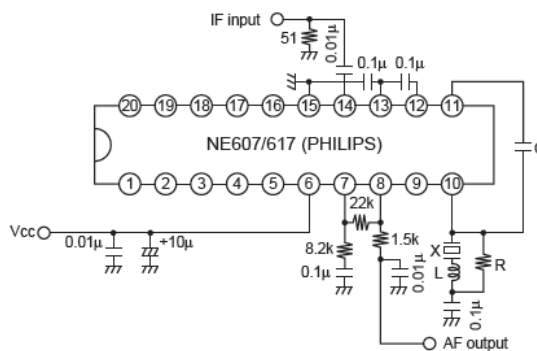 IF input
51
0.01μ
0.1μ
0.1μ
20 19 18 17 16 15 14 13 12 11
NE607/617 (PHILIPS)
C
1 2 3 4 5 6 7 8 9 10
22k
Vcc
0.01μ
+10μ
8.2k
1.5k
0.1μ
0.01μ
X
L
R
0.1μ
AF output